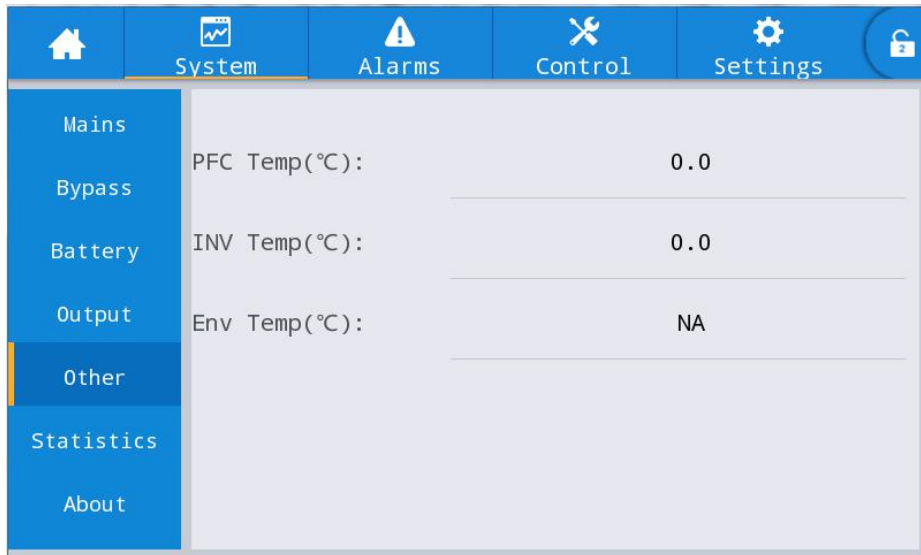 System
Alarms
Control
Settings
2
Mains
Bypass
Battery
Output
Other
Statistics
About
PFC Temp(℃): 0.0
INV Temp(℃): 0.0
Env Temp(℃): NA